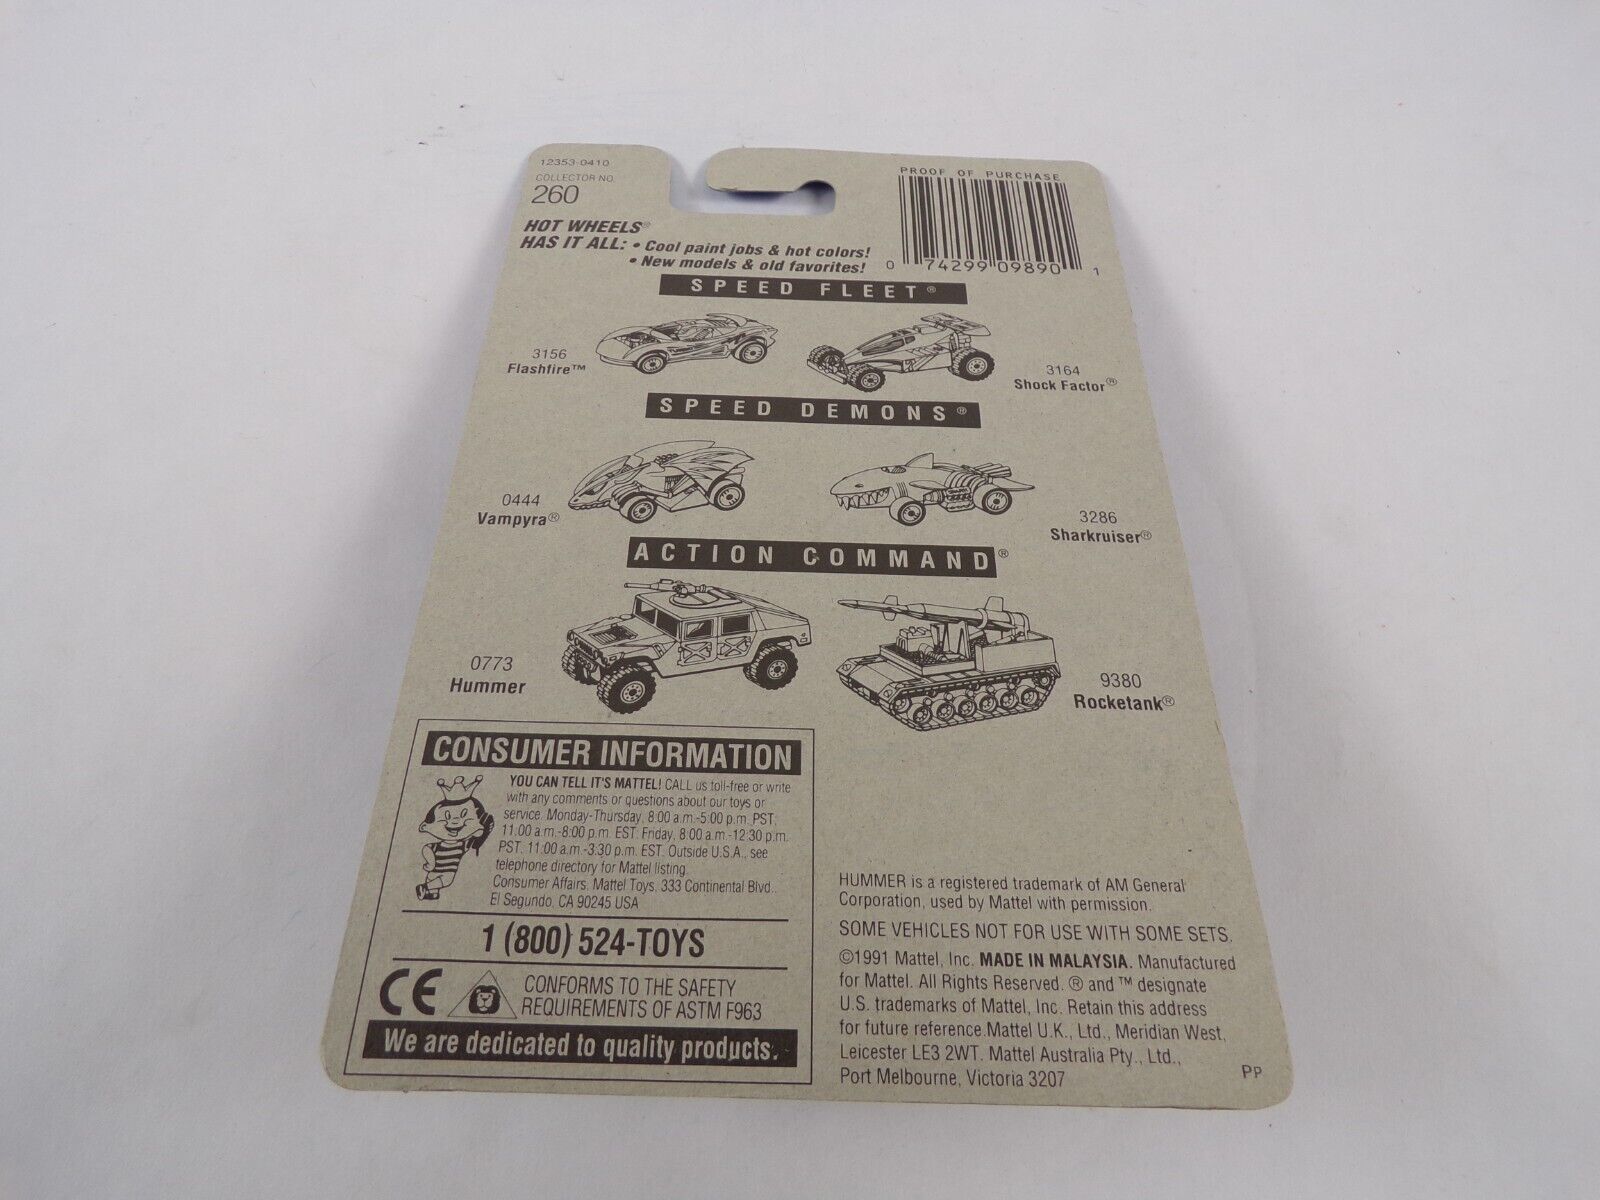 12353-0410
COLLECTOR NO.
260
PROOF OF PURCHASE
0 74299 09890 1
HOT WHEELS®
HAS IT ALL: • Cool paint jobs & hot colors!
• New models & old favorites!
SPEED FLEET®
3156
Flashfire™
3164
Shock Factor®
SPEED DEMONS®
0444
Vampyra®
3286
Sharkruiser®
ACTION COMMAND®
0773
Hummer
9380
Rocketank®
CONSUMER INFORMATION
YOU CAN TELL IT'S MATTEL! CALL us toll-free or write
with any comments or questions about our toys or
service. Monday-Thursday, 8:00 a.m.-5:00 p.m. PST,
11:00 a.m.-8:00 p.m. EST. Friday, 8:00 a.m.-12:30 p.m.
PST, 11:00 a.m.-3:30 p.m. EST. Outside U.S.A., see
telephone directory for Mattel listing.
Consumer Affairs, Mattel Toys, 333 Continental Blvd.,
El Segundo, CA 90245 USA
1 (800) 524-TOYS
CE
CONFORMS TO THE SAFETY
REQUIREMENTS OF ASTM F963
We are dedicated to quality products.
HUMMER is a registered trademark of AM General
Corporation, used by Mattel with permission.
SOME VEHICLES NOT FOR USE WITH SOME SETS.
©1991 Mattel, Inc. MADE IN MALAYSIA. Manufactured
for Mattel. All Rights Reserved. ® and ™ designate
U.S. trademarks of Mattel, Inc. Retain this address
for future reference.Mattel U.K., Ltd., Meridian West,
Leicester LE3 2WT. Mattel Australia Pty., Ltd.,
Port Melbourne, Victoria 3207
PP